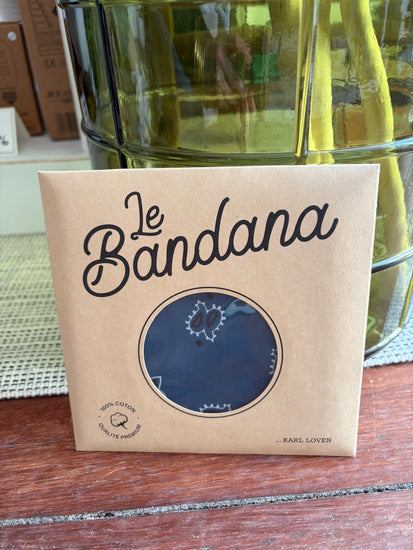 Le
Bandana
100% COTON
QUALITÉ PREMIUM
...KARL LOVEN